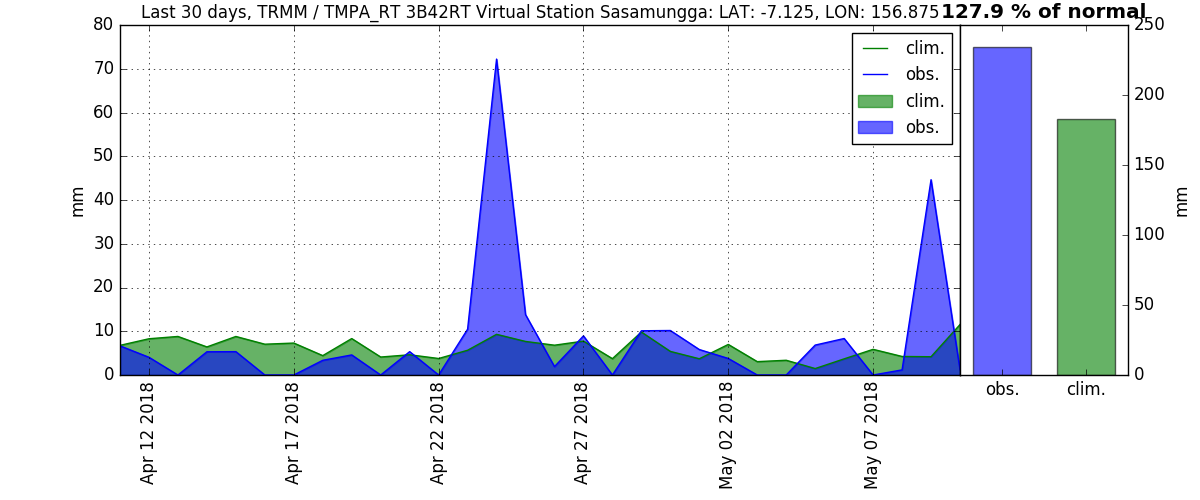 Last 30 days, TRMM / TMPA_RT 3B42RT Virtual Station Sasamungga: LAT: -7.125, LON: 156.875
127.9 % of normal
80
70
60
50
40
30
20
10
0
mm
clim.
obs.
clim.
obs.
250
200
150
100
50
0
mm
obs.
clim.
Apr 12 2018
Apr 17 2018
Apr 22 2018
Apr 27 2018
May 02 2018
May 07 2018